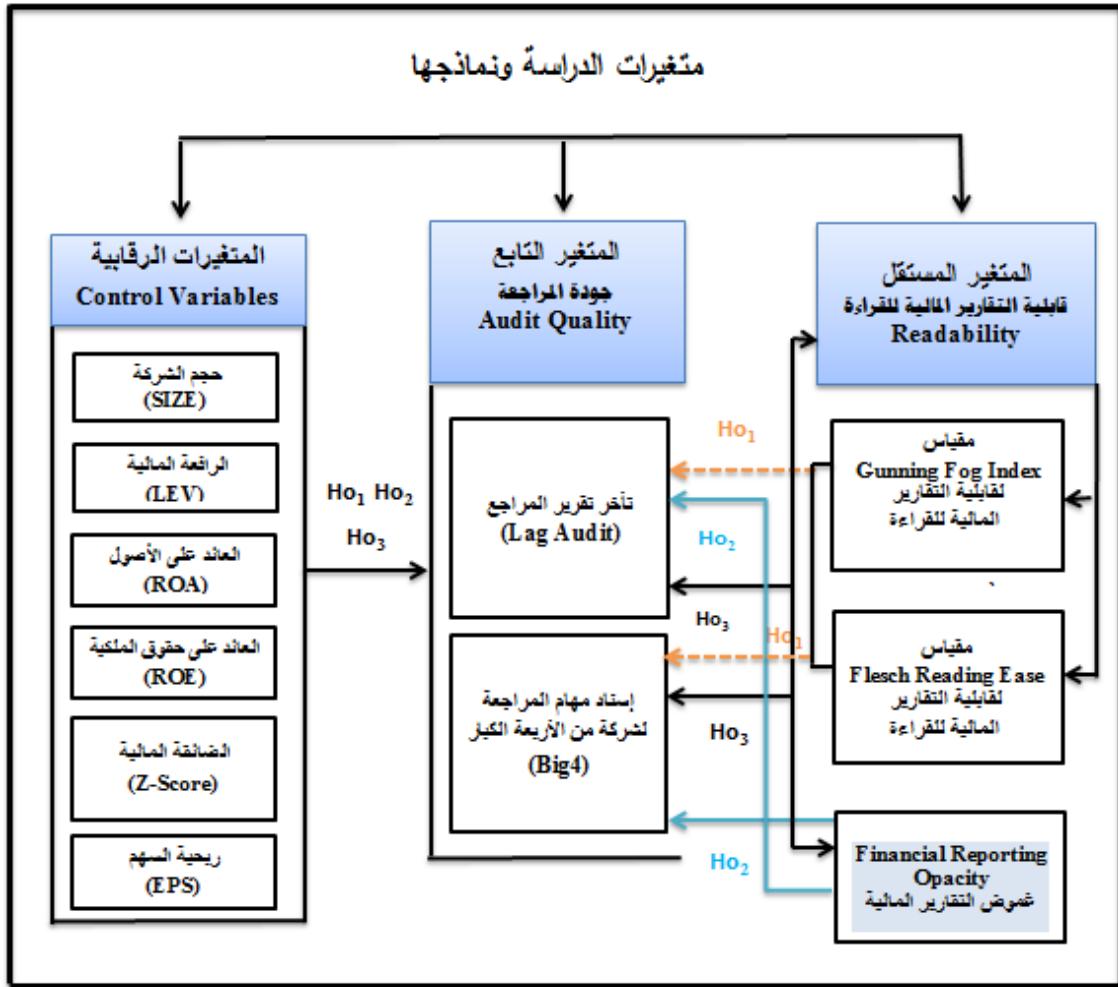 متغيرات الدراسة ونماذجها
المتغير المستقل
قابلية التقارير المالية للقراءة
Readability
مقياس
Gunning Fog Index
لقابلية التقارير
المالية للقراءة
مقياس
Flesch Reading Ease
لقابلية التقارير
المالية للقراءة
Financial Reporting
Opacity
غموض التقارير المالية
Ho1
Ho2
Ho3
Ho1
Ho3
Ho2
المتغير التابع
جودة المراجعة
Audit Quality
تأخر تقرير المراجع
(Lag Audit)
إسناد مهام المراجعة
لشركة من الأربعة الكبار
(Big4)
Ho1 Ho2
Ho3
المتغيرات الرقابية
Control Variables
حجم الشركة
(SIZE)
الرافعة المالية
(LEV)
العائد على الأصول
(ROA)
العائد على حقوق الملكية
(ROE)
الضائقة المالية
(Z-Score)
ربحية السهم
(EPS)